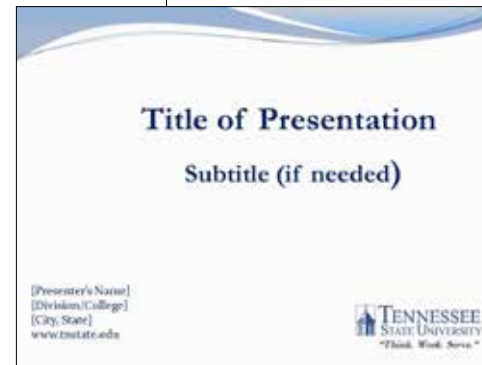 Title of Presentation
Subtitle (if needed)
[Presenter's Name]
[Division/College]
[City, State]
www.tnstate.edu
TENNESSEE
STATE UNIVERSITY
"Think. Work. Serve."